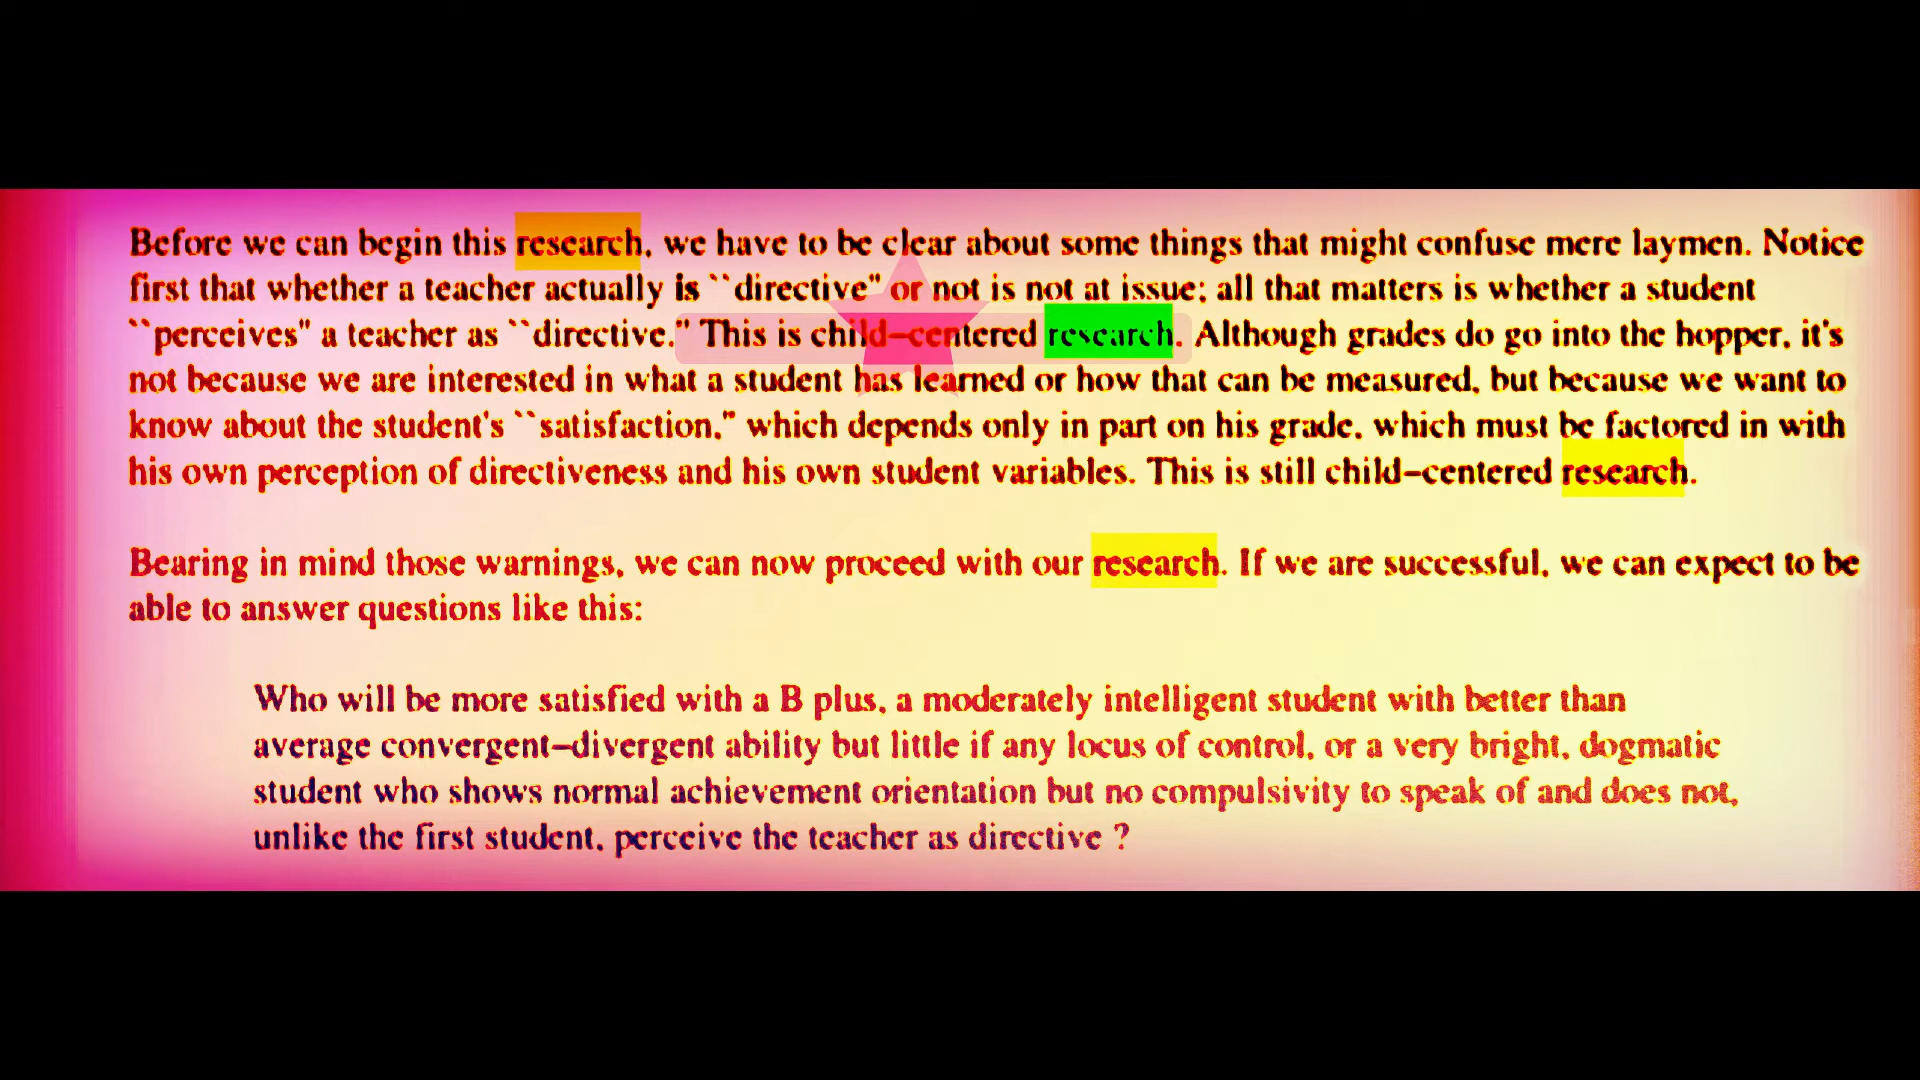 Before we can begin this research, we have to be clear about some things that might confuse mere laymen. Notice
first that whether a teacher actually is ``directive" or not is not at issue; all that matters is whether a student
``perceives" a teacher as ``directive." This is child-centered research. Although grades do go into the hopper, it's
not because we are interested in what a student has learned or how that can be measured, but because we want to
know about the student's ``satisfaction," which depends only in part on his grade, which must be factored in with
his own perception of directiveness and his own student variables. This is still child-centered research.
Bearing in mind those warnings, we can now proceed with our research. If we are successful, we can expect to be
able to answer questions like this:
Who will be more satisfied with a B plus, a moderately intelligent student with better than
average convergent-divergent ability but little if any locus of control, or a very bright, dogmatic
student who shows normal achievement orientation but no compulsivity to speak of and does not,
unlike the first student, perceive the teacher as directive ?